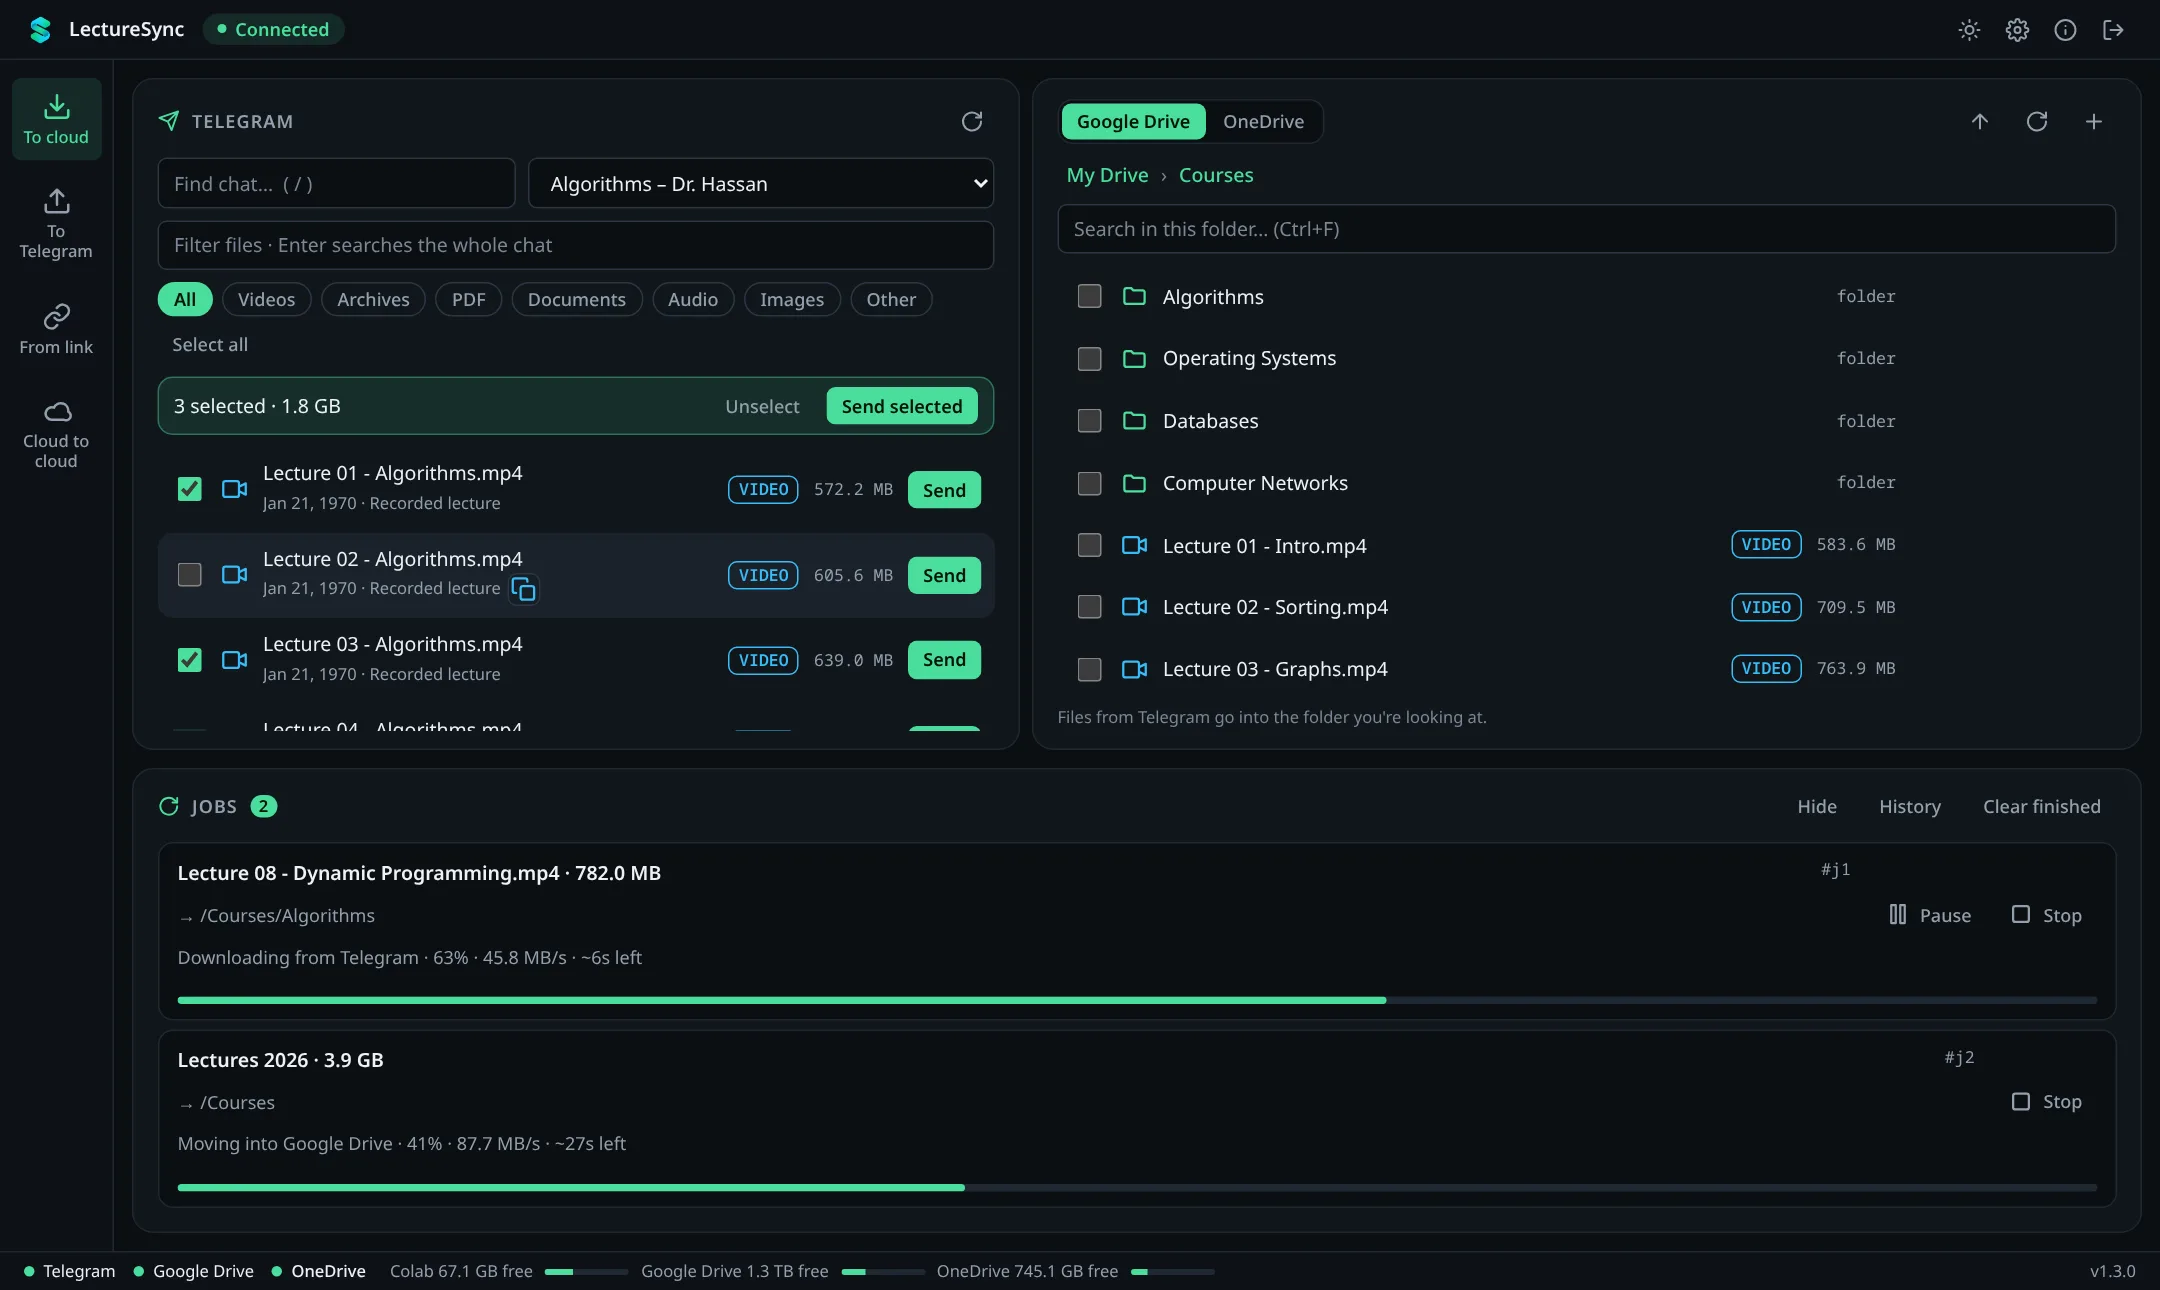 LectureSync
Connected
To cloud
To
Telegram
From link
Cloud to
cloud
TELEGRAM
Find chat... ( / )
Algorithms – Dr. Hassan
Filter files · Enter searches the whole chat
All Videos Archives PDF Documents Audio Images Other
Select all
3 selected · 1.8 GB Unselect Send selected
Lecture 01 - Algorithms.mp4
Jan 21, 1970 · Recorded lecture
VIDEO 572.2 MB Send
Lecture 02 - Algorithms.mp4
Jan 21, 1970 · Recorded lecture
VIDEO 605.6 MB Send
Lecture 03 - Algorithms.mp4
Jan 21, 1970 · Recorded lecture
VIDEO 639.0 MB Send
Lecture 04 - Algorithms.mp4
Google Drive OneDrive
My Drive › Courses
Search in this folder... (Ctrl+F)
Algorithms folder
Operating Systems folder
Databases folder
Computer Networks folder
Lecture 01 - Intro.mp4 VIDEO 583.6 MB
Lecture 02 - Sorting.mp4 VIDEO 709.5 MB
Lecture 03 - Graphs.mp4 VIDEO 763.9 MB
Files from Telegram go into the folder you're looking at.
JOBS 2 Hide History Clear finished
Lecture 08 - Dynamic Programming.mp4 · 782.0 MB #j1
→ /Courses/Algorithms Pause Stop
Downloading from Telegram · 63% · 45.8 MB/s · ~6s left
Lectures 2026 · 3.9 GB #j2
→ /Courses Stop
Moving into Google Drive · 41% · 87.7 MB/s · ~27s left
Telegram Google Drive OneDrive Colab 67.1 GB free Google Drive 1.3 TB free OneDrive 745.1 GB free v1.3.0